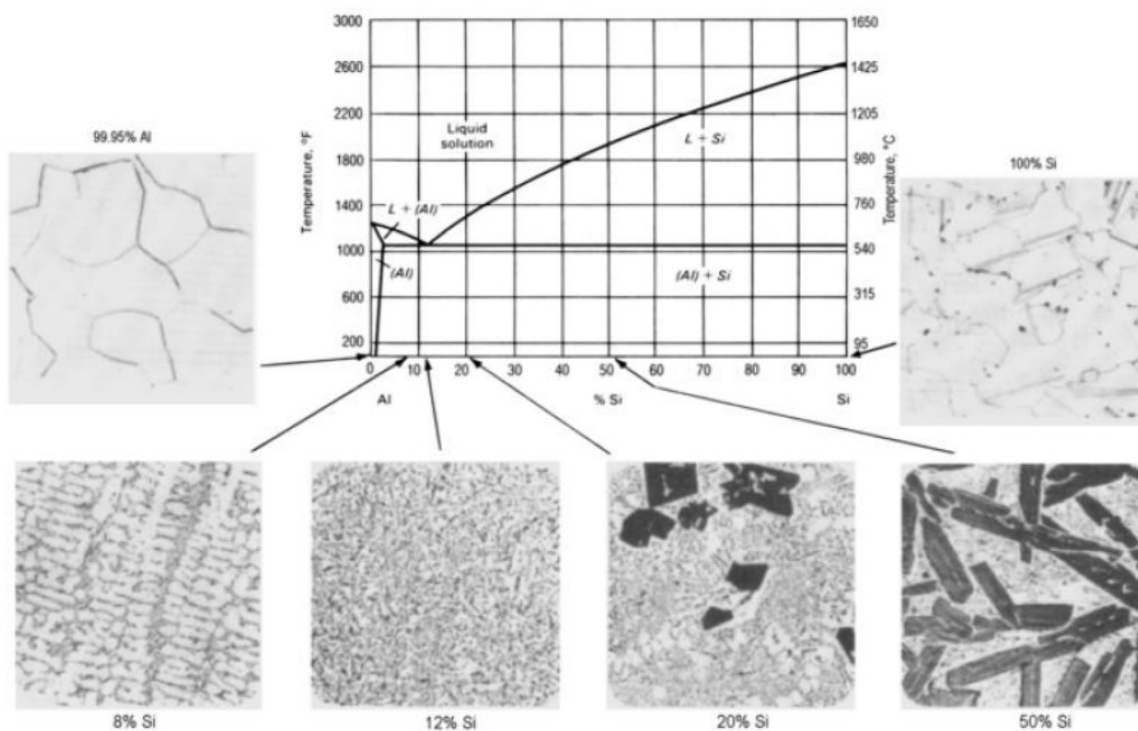 3000
2600
2200
1800
1400
1000
600
200
Temperature, °F
1650
1425
1205
980
760
540
315
95
Temperature, °C
Liquid
solution
L + Si
L + (Al)
(Al)
(Al) + Si
0 10 20 30 40 50 60 70 80 90 100
Al % Si Si
99.95% Al
100% Si
8% Si
12% Si
20% Si
50% Si